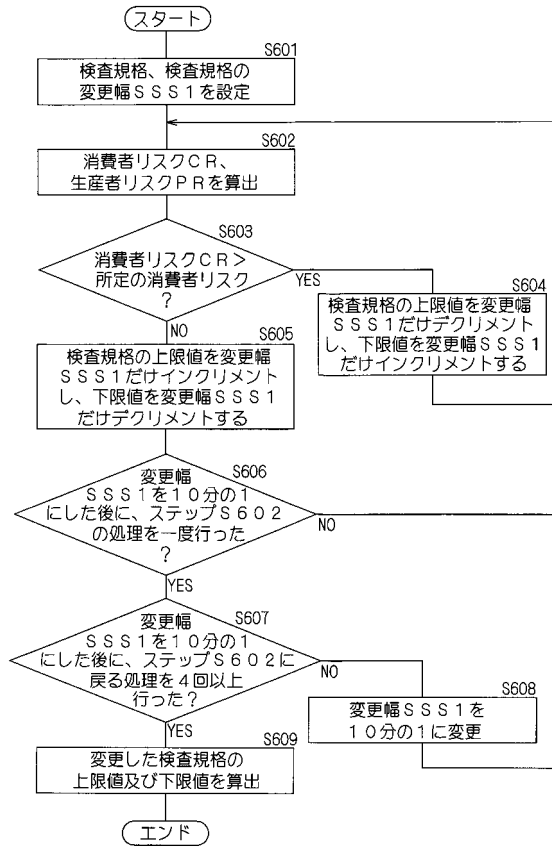 スタート
S601
検査規格、検査規格の
変更幅SSS1を設定
S602
消費者リスクCR、
生産者リスクPRを算出
S603
消費者リスクCR>
所定の消費者リスク
?
YES
NO
S604
検査規格の上限値を変更幅
SSS1だけデクリメント
し、下限値を変更幅SSS1
だけインクリメントする
S605
検査規格の上限値を変更幅
SSS1だけインクリメント
し、下限値を変更幅SSS1
だけデクリメントする
S606
変更幅
SSS1を10分の1
にした後に、ステップS602
の処理を一度行った
?
NO
YES
S607
変更幅
SSS1を10分の1
にした後に、ステップS602に
戻る処理を4回以上
行った?
NO
YES
S608
変更幅SSS1を
10分の1に変更
S609
変更した検査規格の
上限値及び下限値を算出
エンド